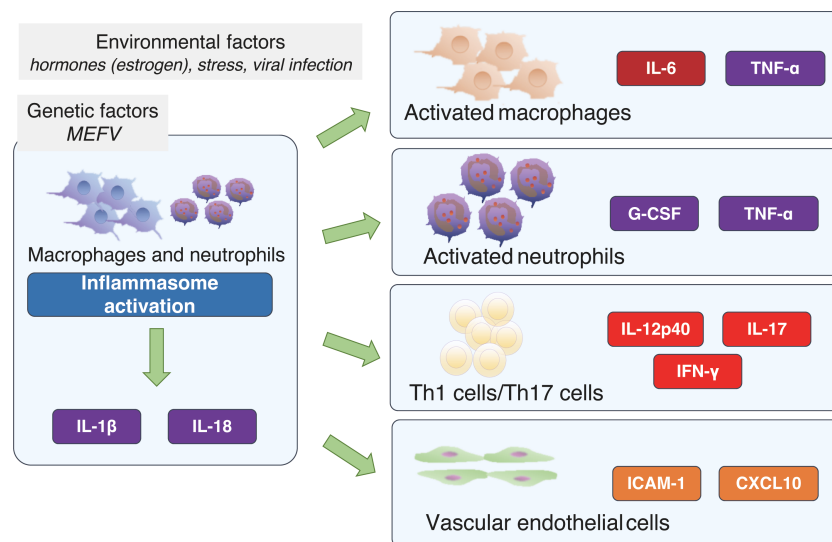 Environmental factors
hormones (estrogen), stress, viral infection
Genetic factors
MEFV
Macrophages and neutrophils
Inflammasome
activation
IL-1β
IL-18
IL-6
TNF-α
Activated macrophages
G-CSF
TNF-α
Activated neutrophils
IL-12p40
IL-17
IFN-γ
Th1 cells/Th17 cells
ICAM-1
CXCL10
Vascular endothelial cells